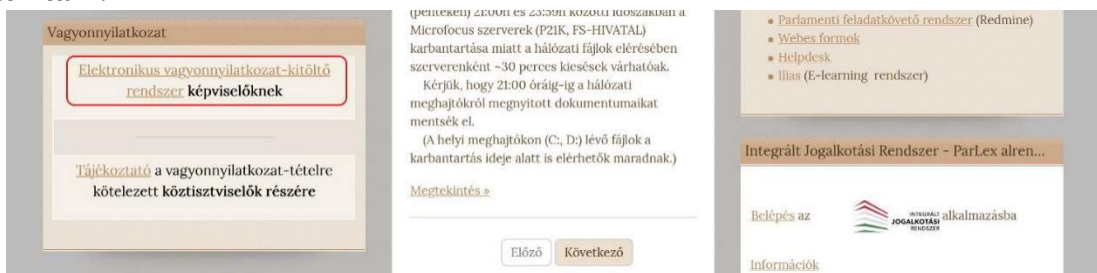 Vagyonnyilatkozat
Elektronikus vagyonnyilatkozat-kitöltő
rendszer képviselőknek
Tájékoztató a vagyonnyilatkozat-tételre
kötelezett köztisztviselők részére
(pénteken) 21:00h és 23:59h közötti időszakban a
Microfocus szerverek (P21K, FS-HIVATAL)
karbantartása miatt a hálózati fájlok elérésében
szerverenként ~30 perces kiesések várhatóak.
Kérjük, hogy 21:00 óráig-ig a hálózati
meghajtókról megnyitott dokumentumaikat
mentsék el.
(A helyi meghajtókon (C:, D:) lévő fájlok a
karbantartás ideje alatt is elérhetők maradnak.)
Megtekintés »
Előző Következő
Parlamenti feladatkövető rendszer (Redmine)
Webes formok
Helpdesk
Ilias (E-learning rendszer)
Integrált Jogalkotási Rendszer - ParLex alren...
Belépés az INTEGRÁLT JOGALKOTÁSI RENDSZER alkalmazásba
Információk